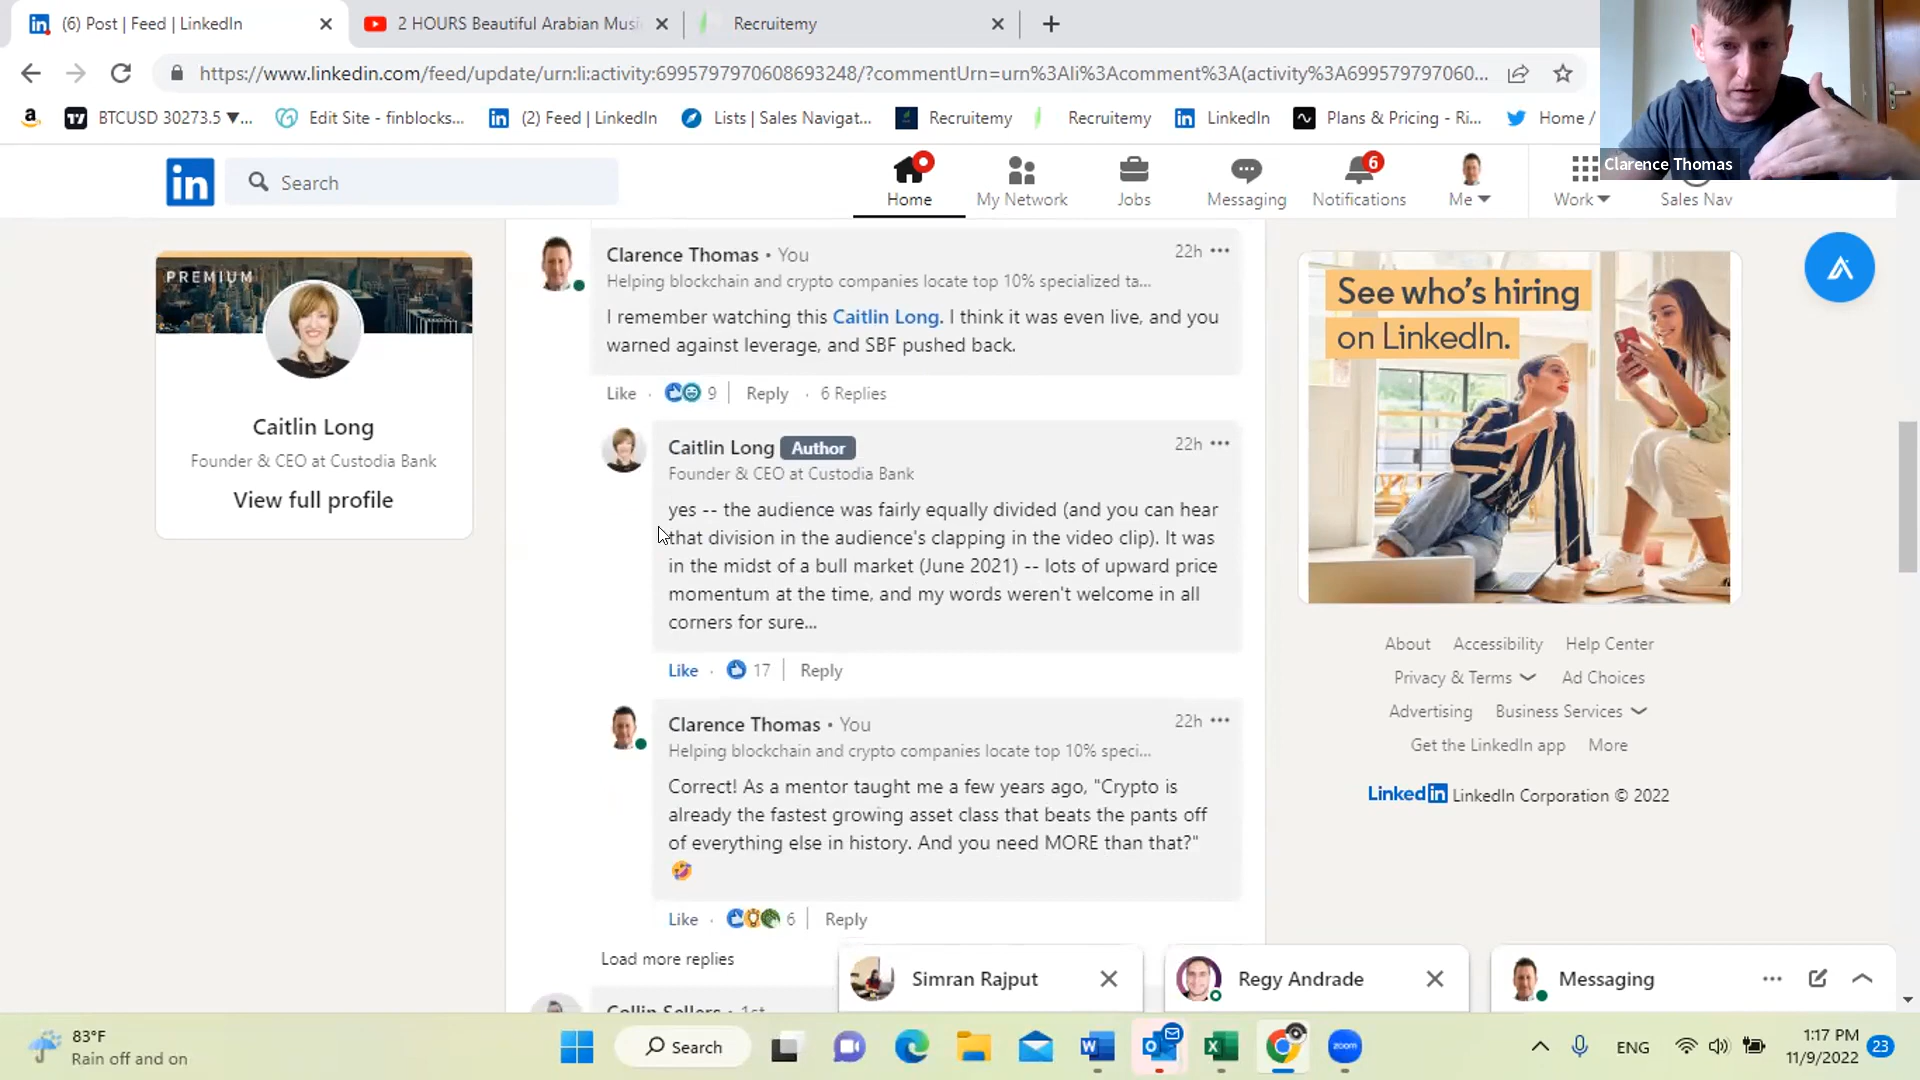 (6) Post | Feed | LinkedIn
2 HOURS Beautiful Arabian Musi
Recruitemy
https://www.linkedin.com/feed/update/urn:li:activity:6995797970608693248/?commentUrn=urn%3Ali%3Acomment%3A(activity%3A699579797060...
BTCUSD 30273.5 ▼...
Edit Site - finblocks...
(2) Feed | LinkedIn
Lists | Sales Navigat...
Recruitemy
Recruitemy
LinkedIn
Plans & Pricing - Ri...
Home /
Clarence Thomas
Search
Home
My Network
Jobs
Messaging
6
Notifications
Me
Work
Sales Nav
PREMIUM
Caitlin Long
Founder & CEO at Custodia Bank
View full profile
Clarence Thomas • You
22h
Helping blockchain and crypto companies locate top 10% specialized ta...
I remember watching this Caitlin Long. I think it was even live, and you
warned against leverage, and SBF pushed back.
Like · 9 | Reply · 6 Replies
Caitlin Long Author
22h
Founder & CEO at Custodia Bank
yes -- the audience was fairly equally divided (and you can hear
that division in the audience's clapping in the video clip). It was
in the midst of a bull market (June 2021) -- lots of upward price
momentum at the time, and my words weren't welcome in all
corners for sure...
Like · 17 | Reply
Clarence Thomas • You
22h
Helping blockchain and crypto companies locate top 10% speci...
Correct! As a mentor taught me a few years ago, "Crypto is
already the fastest growing asset class that beats the pants off
of everything else in history. And you need MORE than that?"
Like · 6 | Reply
Load more replies
Collin Sellers · 1st
See who's hiring
on LinkedIn.
About Accessibility Help Center
Privacy & Terms Ad Choices
Advertising Business Services
Get the LinkedIn app More
LinkedIn LinkedIn Corporation © 2022
Simran Rajput
Regy Andrade
Messaging
83°F
Rain off and on
Search
zoom
ENG
1:17 PM
11/9/2022
23